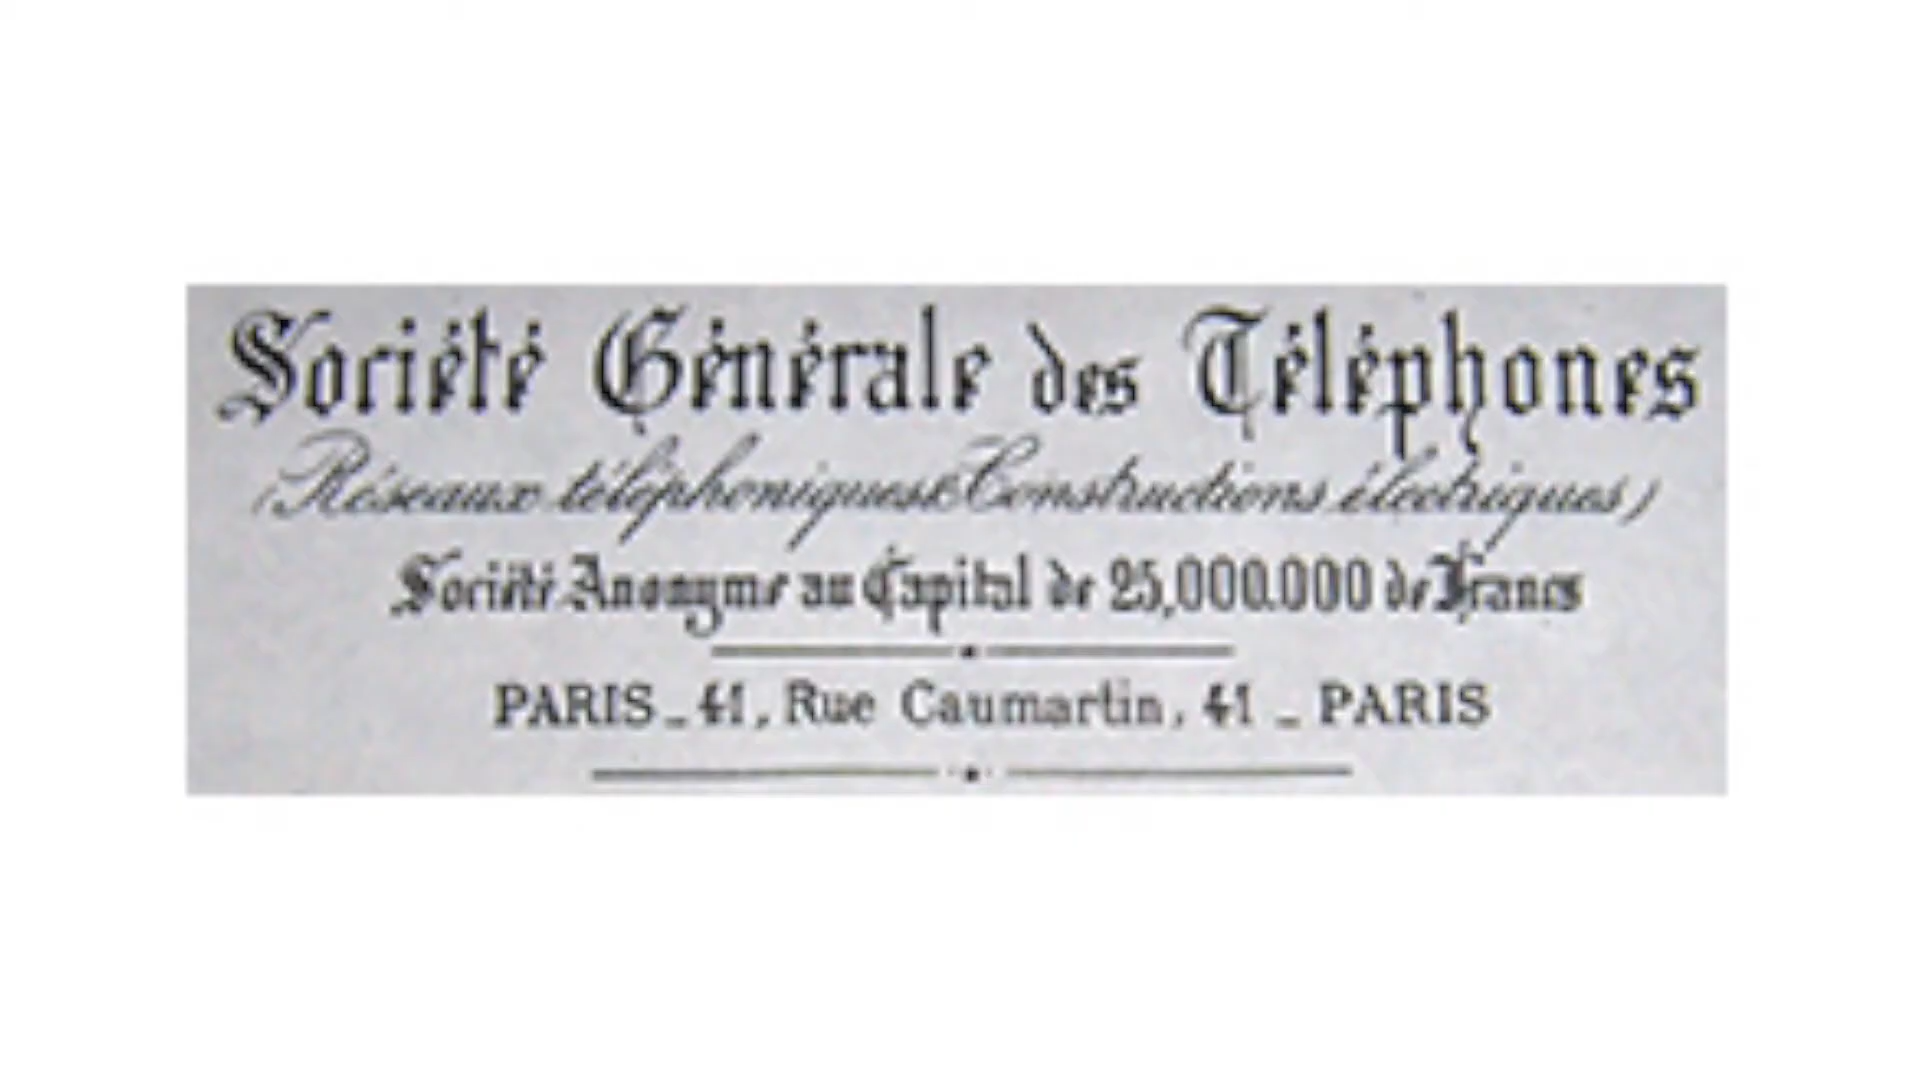 Société Générale des Téléphones
(Réseaux téléphoniques & Constructions électriques)
Société Anonyme au Capital de 25,000.000 de Francs
PARIS _ 41, Rue Caumartin, 41 _ PARIS